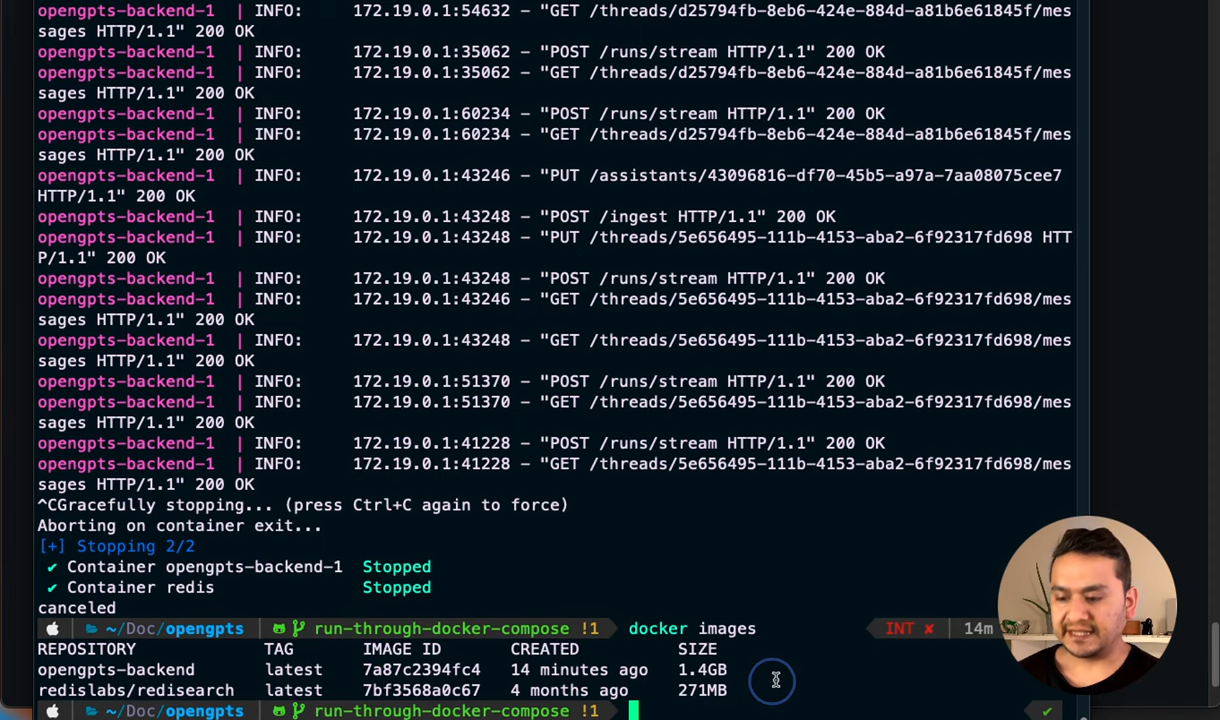 opengpts-backend-1  | INFO:     172.19.0.1:54632 – "GET /threads/d25794fb-8eb6-424e-884d-a81b6e61845f/mes
sages HTTP/1.1" 200 OK
opengpts-backend-1  | INFO:     172.19.0.1:35062 – "POST /runs/stream HTTP/1.1" 200 OK
opengpts-backend-1  | INFO:     172.19.0.1:35062 – "GET /threads/d25794fb-8eb6-424e-884d-a81b6e61845f/mes
sages HTTP/1.1" 200 OK
opengpts-backend-1  | INFO:     172.19.0.1:60234 – "POST /runs/stream HTTP/1.1" 200 OK
opengpts-backend-1  | INFO:     172.19.0.1:60234 – "GET /threads/d25794fb-8eb6-424e-884d-a81b6e61845f/mes
sages HTTP/1.1" 200 OK
opengpts-backend-1  | INFO:     172.19.0.1:43246 – "PUT /assistants/43096816-df70-45b5-a97a-7aa08075cee7
HTTP/1.1" 200 OK
opengpts-backend-1  | INFO:     172.19.0.1:43248 – "POST /ingest HTTP/1.1" 200 OK
opengpts-backend-1  | INFO:     172.19.0.1:43248 – "PUT /threads/5e656495-111b-4153-aba2-6f92317fd698 HTT
P/1.1" 200 OK
opengpts-backend-1  | INFO:     172.19.0.1:43248 – "POST /runs/stream HTTP/1.1" 200 OK
opengpts-backend-1  | INFO:     172.19.0.1:43246 – "GET /threads/5e656495-111b-4153-aba2-6f92317fd698/mes
sages HTTP/1.1" 200 OK
opengpts-backend-1  | INFO:     172.19.0.1:43248 – "GET /threads/5e656495-111b-4153-aba2-6f92317fd698/mes
sages HTTP/1.1" 200 OK
opengpts-backend-1  | INFO:     172.19.0.1:51370 – "POST /runs/stream HTTP/1.1" 200 OK
opengpts-backend-1  | INFO:     172.19.0.1:51370 – "GET /threads/5e656495-111b-4153-aba2-6f92317fd698/mes
sages HTTP/1.1" 200 OK
opengpts-backend-1  | INFO:     172.19.0.1:41228 – "POST /runs/stream HTTP/1.1" 200 OK
opengpts-backend-1  | INFO:     172.19.0.1:41228 – "GET /threads/5e656495-111b-4153-aba2-6f92317fd698/mes
sages HTTP/1.1" 200 OK
^CGracefully stopping... (press Ctrl+C again to force)
Aborting on container exit...
[+] Stopping 2/2
✔ Container opengpts-backend-1  Stopped
✔ Container redis               Stopped
canceled
~/Doc/opengpts run-through-docker-compose !1 docker images INT ✘ 14m
REPOSITORY             TAG       IMAGE ID       CREATED          SIZE
opengpts-backend       latest    7a87c2394fc4   14 minutes ago   1.4GB
redislabs/redisearch   latest    7bf3568a0c67   4 months ago     271MB
~/Doc/opengpts run-through-docker-compose !1 ✔